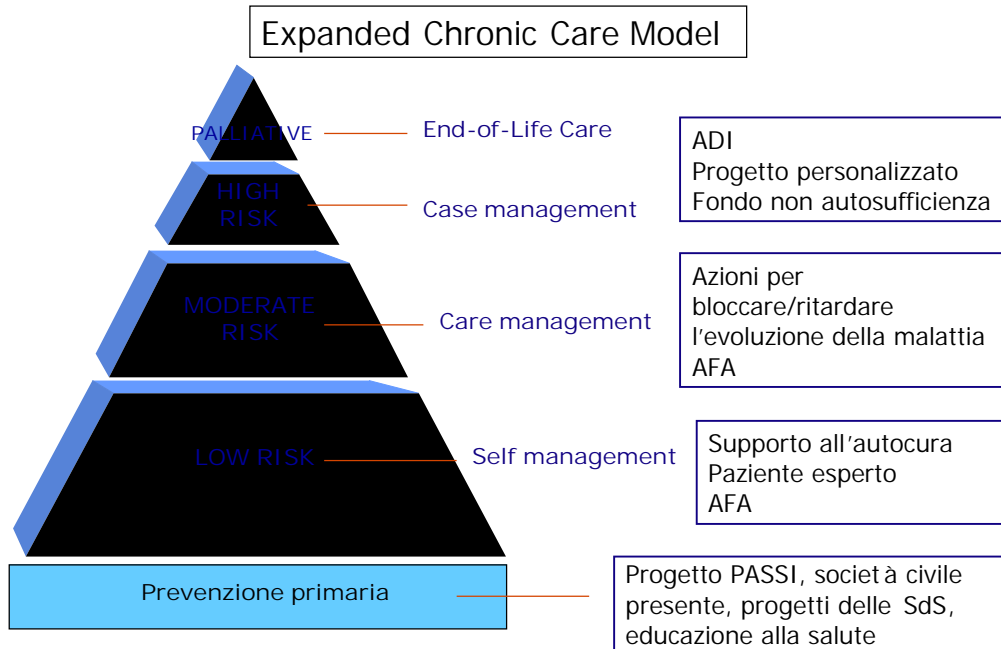 Expanded Chronic Care Model
PALLIATIVE
End-of-Life Care
ADI
Progetto personalizzato
Fondo non autosufficienza
HIGH
RISK
Case management
MODERATE
RISK
Care management
Azioni per
bloccare/ritardare
l'evoluzione della malattia
AFA
LOW RISK
Self management
Supporto all'autocura
Paziente esperto
AFA
Prevenzione primaria
Progetto PASSI, società civile
presente, progetti delle SdS,
educazione alla salute